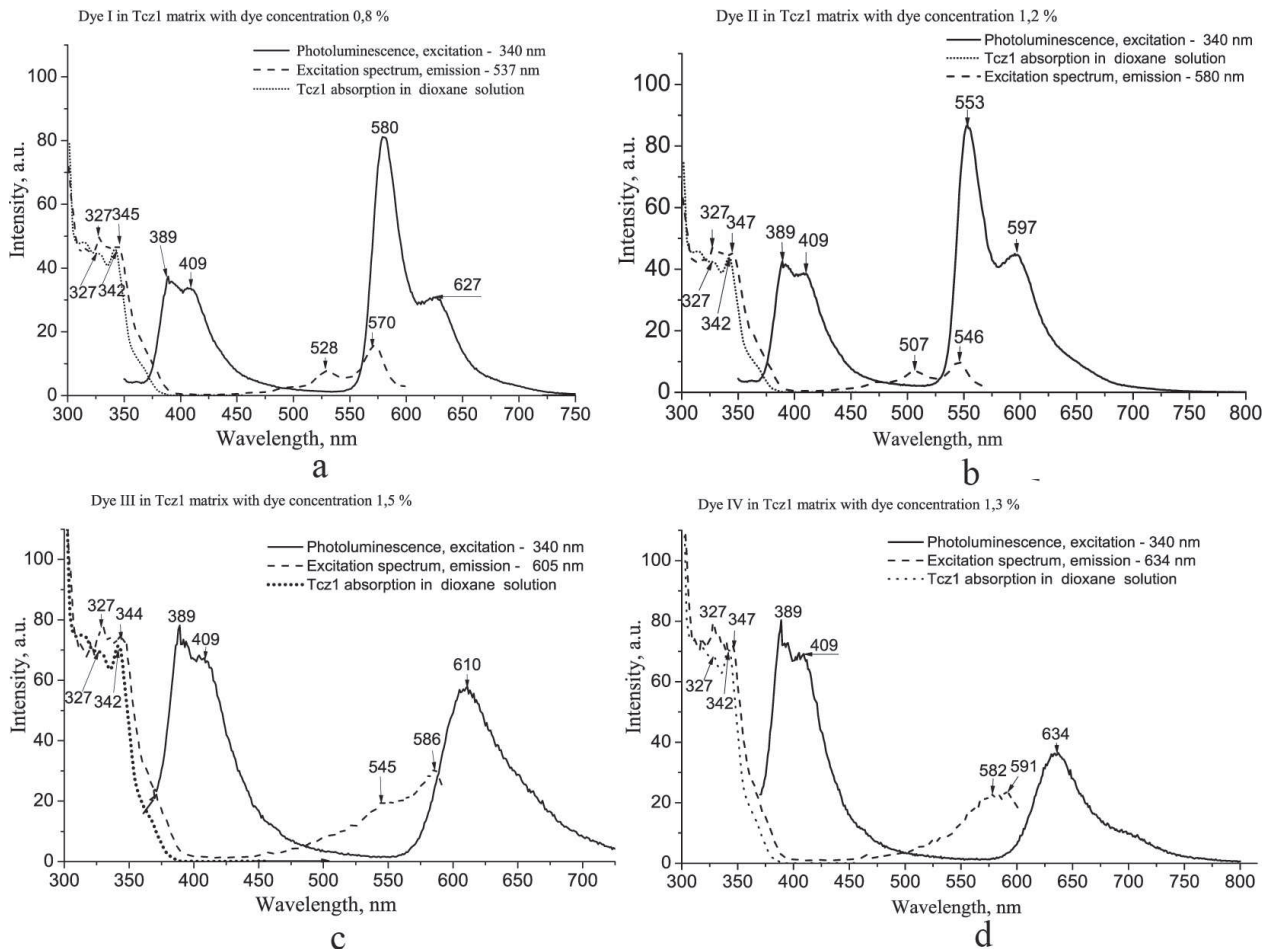 Dye I in Tcz1 matrix with dye concentration 0,8 %
Photoluminescence, excitation - 340 nm
Excitation spectrum, emission - 537 nm
Tcz1 absorption in dioxane solution
Intensity, a.u.
100
80
60
40
20
0
327
345
327
342
389
409
528
570
580
627
300 350 400 450 500 550 600 650 700 750
Wavelength, nm
a
Dye II in Tcz1 matrix with dye concentration 1,2 %
Photoluminescence, excitation - 340 nm
Tcz1 absorption in dioxane solution
Excitation spectrum, emission - 580 nm
Intensity, a.u.
100
80
60
40
20
0
327
347
327
342
389
409
507
546
553
597
300 350 400 450 500 550 600 650 700 750 800
Wavelength, nm
b
Dye III in Tcz1 matrix with dye concentration 1,5 %
Photoluminescence, excitation - 340 nm
Excitation spectrum, emission - 605 nm
Tcz1 absorption in dioxane solution
Intensity, a.u.
100
80
60
40
20
0
327
344
327
342
389
409
545
586
610
300 350 400 450 500 550 600 650 700
Wavelength, nm
c
Dye IV in Tcz1 matrix with dye concentration 1,3 %
Photoluminescence, excitation - 340 nm
Excitation spectrum, emission - 634 nm
Tcz1 absorption in dioxane solution
Intensity, a.u.
100
80
60
40
20
0
327
347
327
342
389
409
582
591
634
300 350 400 450 500 550 600 650 700 750 800
Wavelength, nm
d